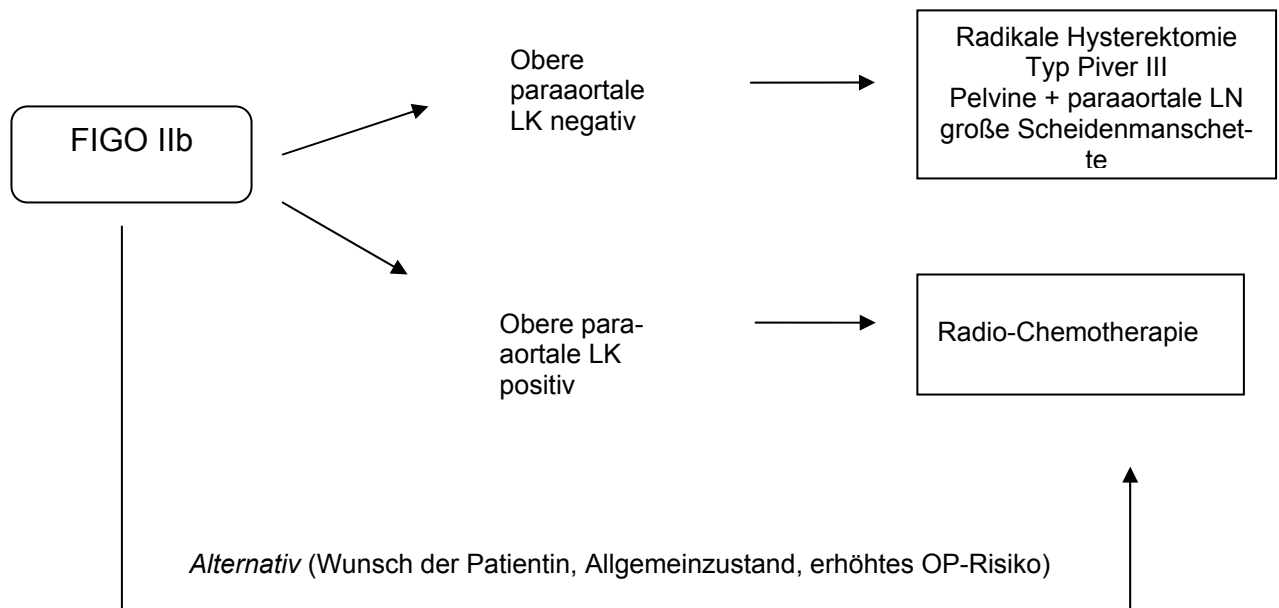 FIGO IIb
Obere
paraaortale
LK negativ
Radikale Hysterektomie
Typ Piver III
Pelvine + paraaortale LN
große Scheidenmanschet-
te
Obere para-
aortale LK
positiv
Radio-Chemotherapie
Alternativ (Wunsch der Patientin, Allgemeinzustand, erhöhtes OP-Risiko)